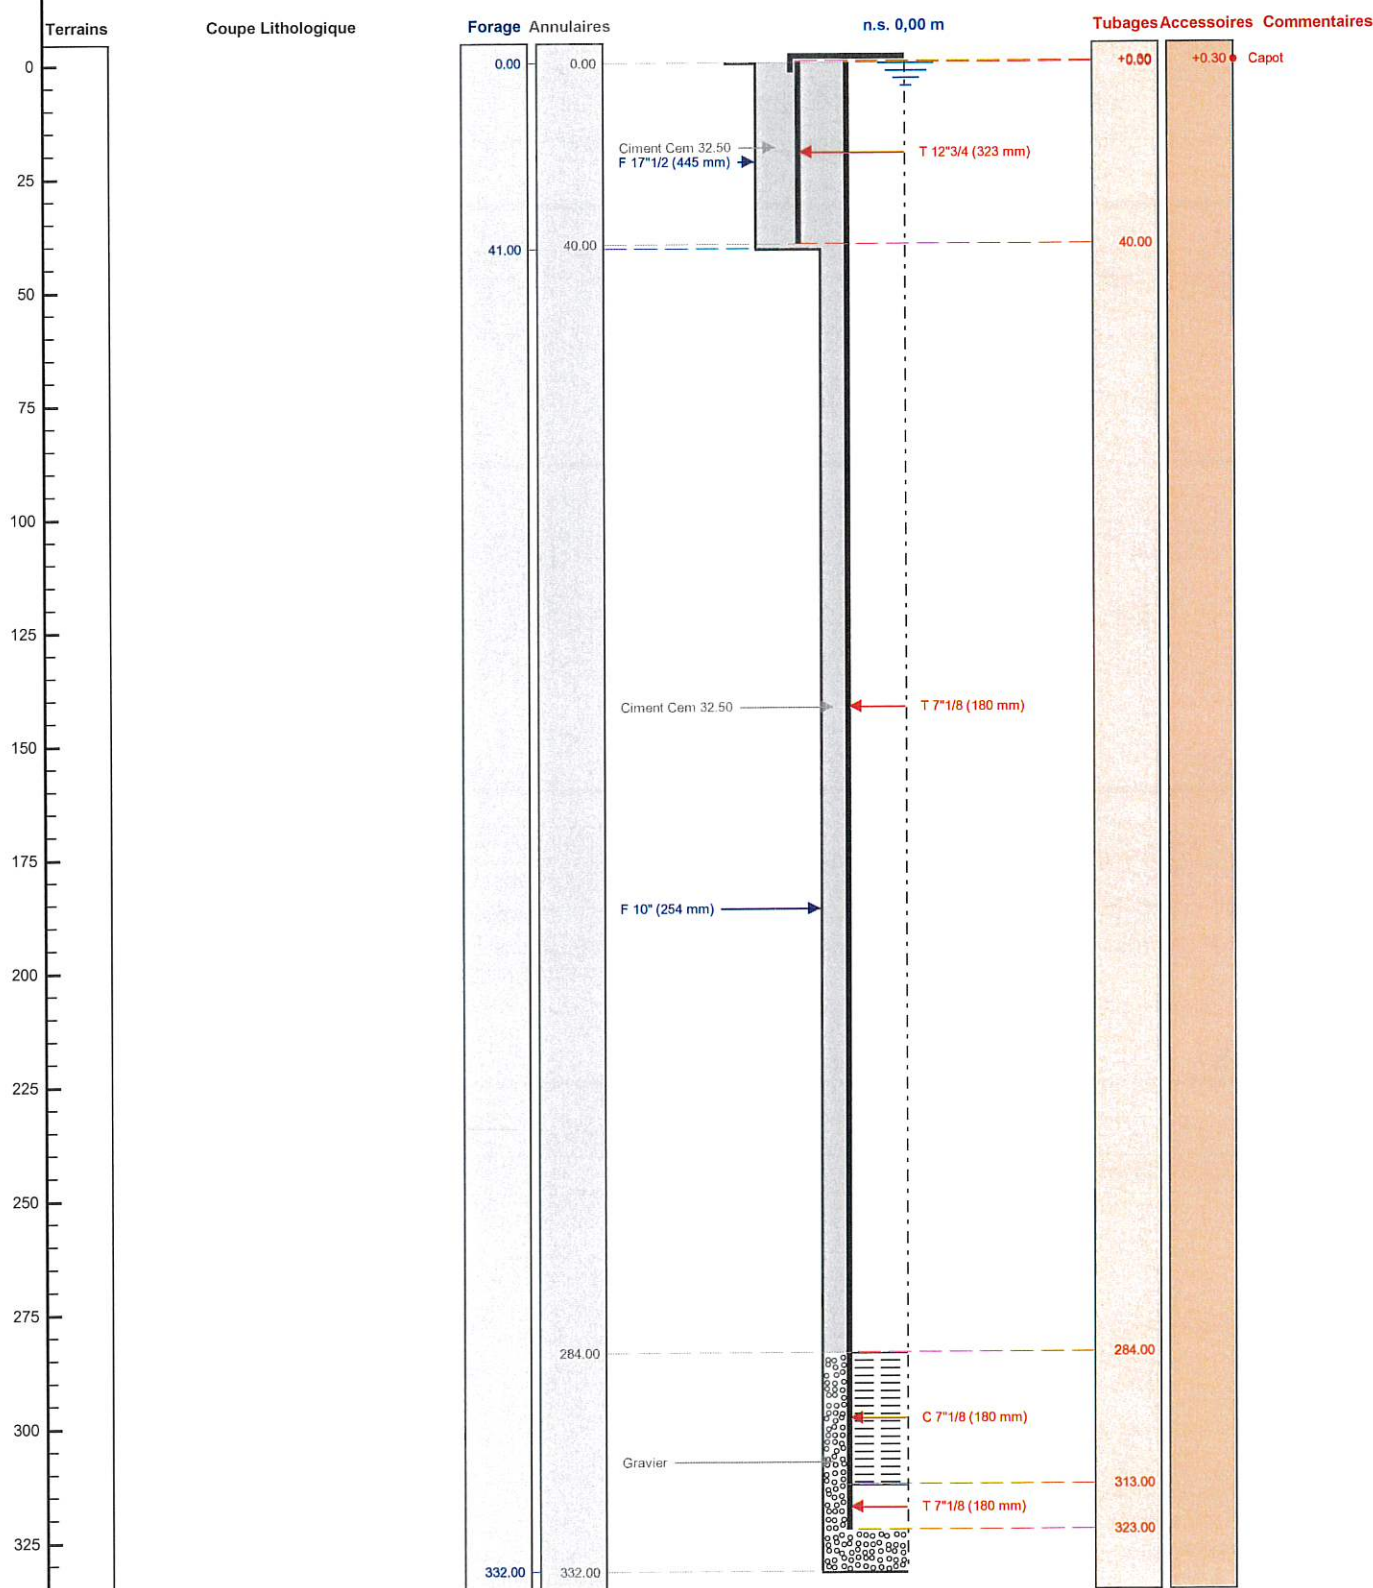 Terrains Coupe Lithologique Forage Annulaires n.s. 0,00 m Tubages Accessoires Commentaires
0 0.00 0.00 +0.30 Capot
Ciment Cem 32.50
F 17"1/2 (445 mm) T 12"3/4 (323 mm)
25
41.00 40.00 40.00
50
75
100
125
Ciment Cem 32.50 T 7"1/8 (180 mm)
150
175
F 10" (254 mm)
200
225
250
275
284.00 284.00
300 C 7"1/8 (180 mm)
Gravier
313.00
T 7"1/8 (180 mm)
323.00
325
332.00 332.00